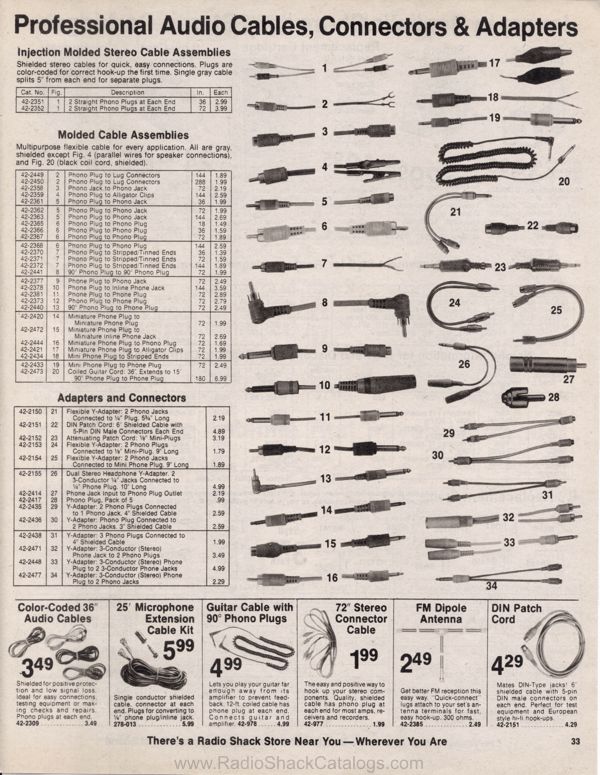 Professional Audio Cables, Connectors & Adapters
Injection Molded Stereo Cable Assemblies
Shielded stereo cables for quick, easy connections. Plugs are
color-coded for correct hook-up the first time. Single gray cable
splits 5" from each end for separate plugs.
Cat. No. Fig. Description In. Each
42-2351 1 2 Straight Phono Plugs at Each End 36 2.99
42-2352 1 2 Straight Phono Plugs at Each End 72 3.99
Molded Cable Assemblies
Multipurpose flexible cable for every application. All are gray,
shielded except Fig. 4 (parallel wires for speaker connections),
and Fig. 20 (black coil cord, shielded).
42-2449 2 Phono Plug to Lug Connectors 144 1.89
42-2450 2 Phono Plug to Lug Connectors 288 1.99
42-2358 3 Phono Jack to Phono Jack 72 2.19
42-2359 4 Phono Plug to Alligator Clips 144 2.59
42-2361 5 Phono Plug to Phono Jack 36 1.99
42-2362 5 Phono Plug to Phono Jack 72 1.99
42-2363 5 Phono Plug to Phono Jack 144 2.69
42-2365 6 Phono Plug to Phono Plug 18 1.49
42-2366 6 Phono Plug to Phono Plug 36 1.59
42-2367 6 Phono Plug to Phono Plug 72 1.89
42-2368 6 Phono Plug to Phono Plug 144 2.59
42-2370 7 Phono Plug to Stripped/Tinned Ends 36 1.39
42-2371 7 Phono Plug to Stripped/Tinned Ends 72 1.59
42-2372 7 Phono Plug to Stripped/Tinned Ends 144 1.89
42-2441 8 90° Phono Plug to 90° Phono Plug 72 1.99
42-2377 9 Phone Plug to Phono Jack 72 2.49
42-2378 10 Phone Plug to Inline Phone Jack 144 3.59
42-2381 11 Phone Plug to Phone Plug 72 2.89
42-2373 12 Phone Plug to Phono Plug 72 2.79
42-2440 13 90° Phono Plug to Phono Plug 72 2.49
42-2420 14 Miniature Phone Plug to
Miniature Phone Plug 72 1.99
42-2472 15 Miniature Phone Plug to
Miniature Inline Phone Jack 72 2.69
42-2444 16 Miniature Phone Plug to Phono Plug 72 1.69
42-2421 17 Miniature Phone Plug to Alligator Clips 72 1.99
42-2434 18 Mini Phone Plug to Stripped Ends 72 1.99
42-2433 19 Mini Phone Plug to Phone Plug 72 2.49
42-2473 20 Coiled Guitar Cord: 36", Extends to 15'
90° Phone Plug to Phone Plug 180 6.99
Adapters and Connectors
42-2150 21 Flexible Y-Adapter: 2 Phono Jacks
Connected to ¼" Plug. 5¾" Long 2.19
42-2151 22 DIN Patch Cord: 6' Shielded Cable with
5-Pin DIN Male Connectors Each End 4.89
42-2152 23 Attenuating Patch Cord: ⅛" Mini-Plugs 3.19
42-2153 24 Flexible Y-Adapter: 2 Phono Plugs
Connected to ⅛" Mini-Plug. 9" Long 1.79
42-2154 25 Flexible Y-Adapter: 2 Phono Jacks
Connected to Mini Phone Plug. 9" Long 1.89
42-2155 26 Dual Stereo Headphone Y-Adapter. 2
3-Conductor ¼" Jacks Connected to
¼" Phone Plug. 10" Long 4.99
42-2414 27 Phone Jack Input to Phono Plug Outlet 2.19
42-2417 28 Phono Plug, Pack of 5 .99
42-2435 29 Y-Adapter: 2 Phono Plugs Connected
to 1 Phono Jack. 4" Shielded Cable 2.59
42-2436 30 Y-Adapter: Phono Plug Connected to
2 Phono Jacks. 3" Shielded Cable 2.59
42-2438 31 Y-Adapter: 3 Phono Plugs Connected to
4" Shielded Cable 1.99
42-2471 32 Y-Adapter: 3-Conductor (Stereo)
Phone Jack to 2 Phono Plugs 3.49
42-2448 33 Y-Adapter: 3-Conductor (Stereo) Phone
Plug to 2 3-Conductor Phone Jacks 4.99
42-2477 34 Y-Adapter: 3-Conductor (Stereo) Phone
Plug to 2 Phono Jacks 2.29
1
2
3
4
5
6
7
8
9
10
11
12
13
14
15
16
17
18
19
20
21
22
23
24
25
26
27
28
29
30
31
32
33
34
Color-Coded 36"
Audio Cables
3 49
Shielded for positive protection
and low signal loss.
Ideal for easy connections,
testing equipment or making
checks and repairs.
Phono plugs at each end.
42-2309 3.49
25' Microphone
Extension
Cable Kit
5 99
Single conductor shielded
cable, connector at each
end. Plugs for converting to
¼" phone plug/inline jack.
278-013 5.99
Guitar Cable with
90° Phono Plugs
4 99
Lets you play your guitar far
enough away from its
amplifier to prevent feedback.
12-ft. coiled cable has
phone plug at each end.
Connects guitar and
amplifier. 42-978 4.99
72" Stereo
Connector
Cable
1 99
The easy and positive way to
hook up your stereo components.
Quality, shielded
cable has phono plug at
each end for most amps, receivers
and recorders.
42-977 1.99
FM Dipole
Antenna
2 49
Get better FM reception this
easy way. "Quick-connect"
lugs attach to your set's antenna
terminals for fast,
easy hook-up. 300 ohms.
42-2385 2.49
DIN Patch
Cord
4 29
Mates DIN-Type jacks! 6'
shielded cable with 5-pin
DIN male connectors on
each end. Perfect for test
equipment and European
style hi-fi hook-ups.
42-2151 4.29
There's a Radio Shack Store Near You — Wherever You Are
33
www.RadioShackCatalogs.com